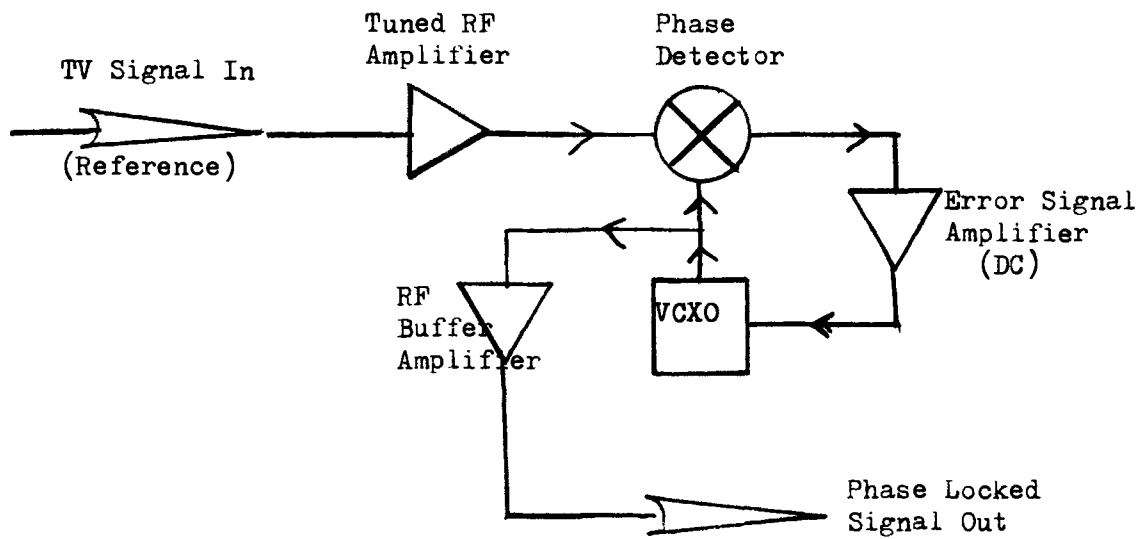 Tuned RF
Amplifier
Phase
Detector
TV Signal In
(Reference)
Error Signal
Amplifier
(DC)
RF
Buffer
Amplifier
VCXO
Phase Locked
Signal Out